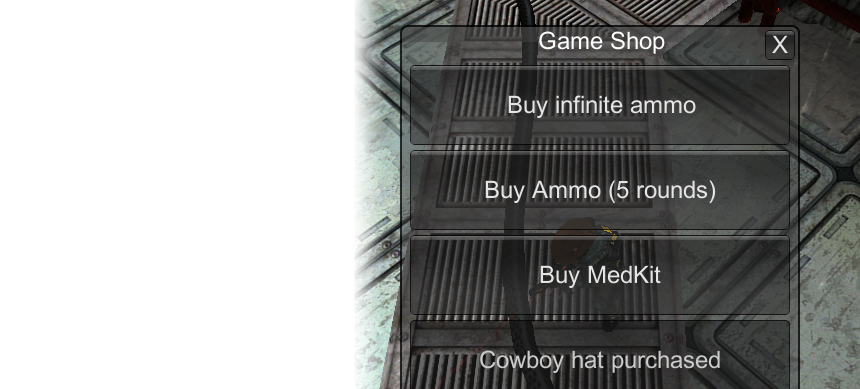 Game Shop
X
Buy infinite ammo
Buy Ammo (5 rounds)
Buy MedKit
Cowboy hat purchased